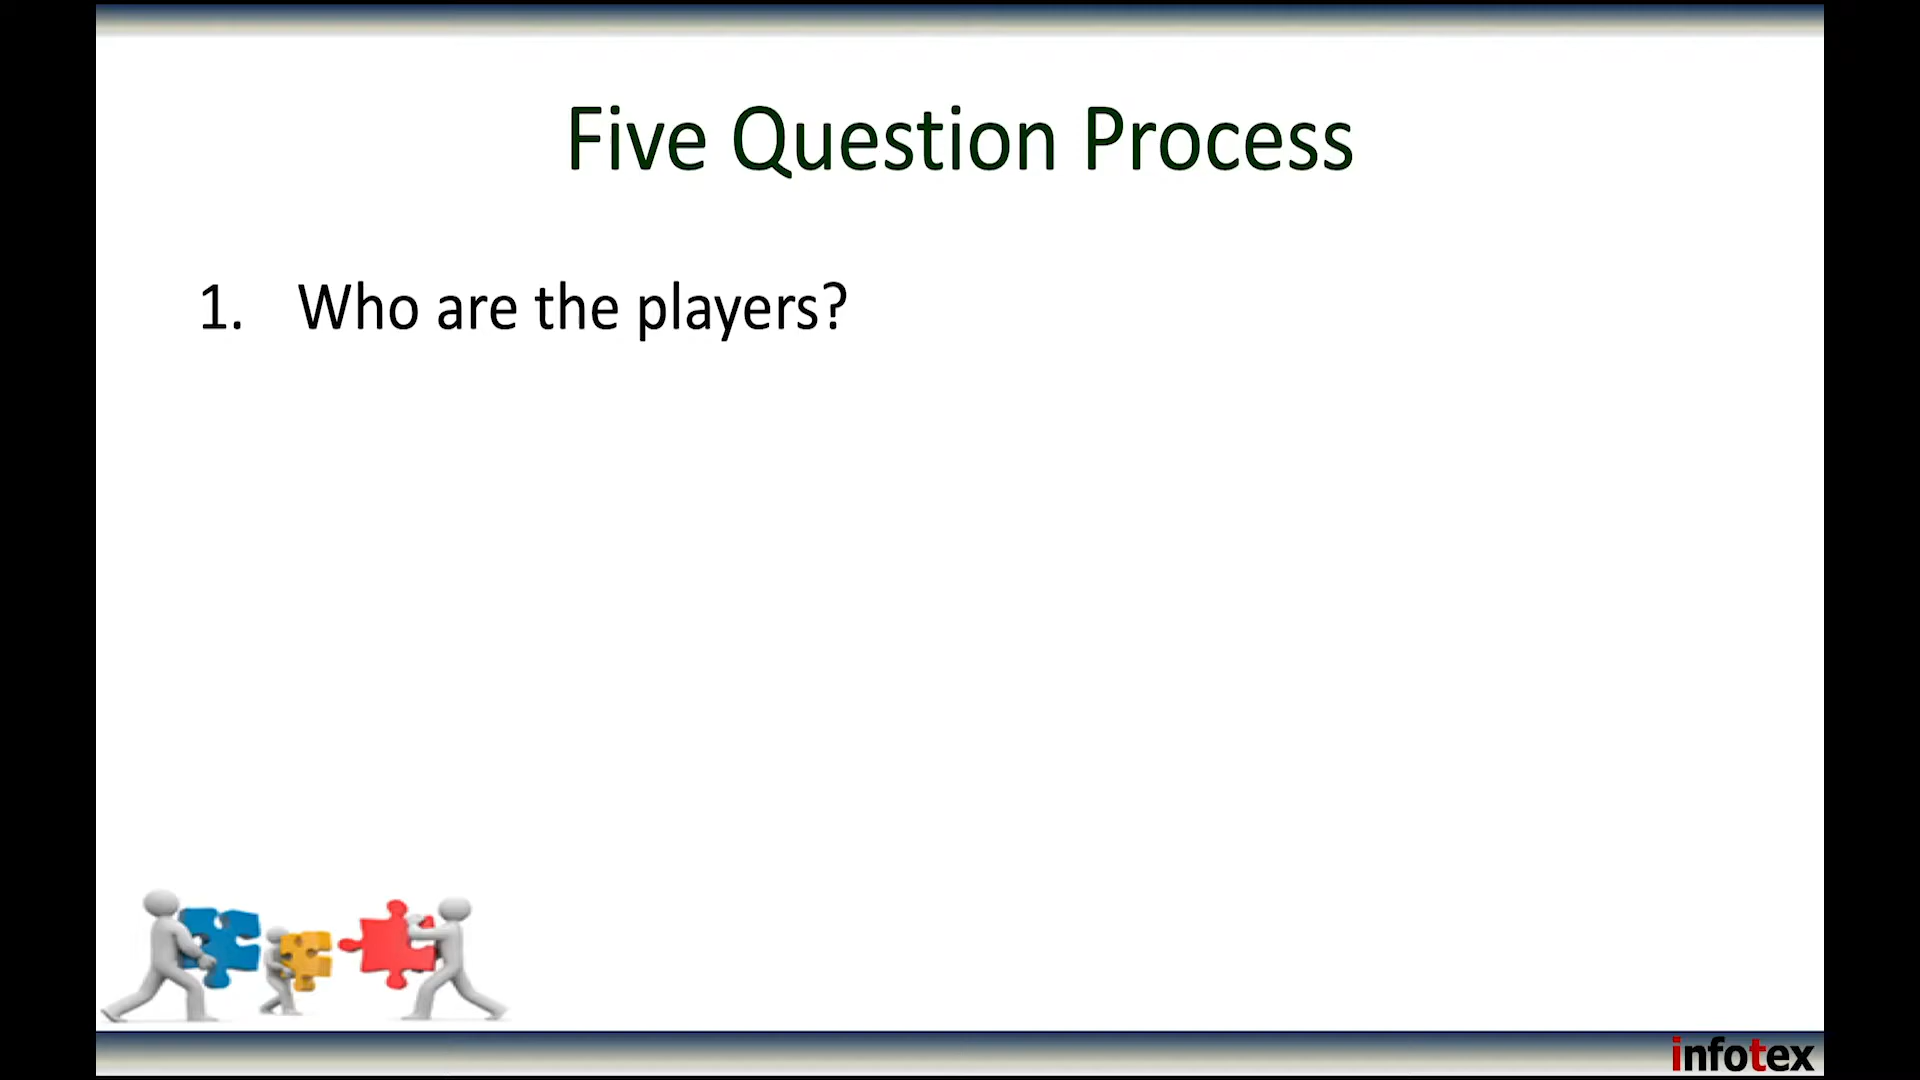 Five Question Process
1. Who are the players?
infotex